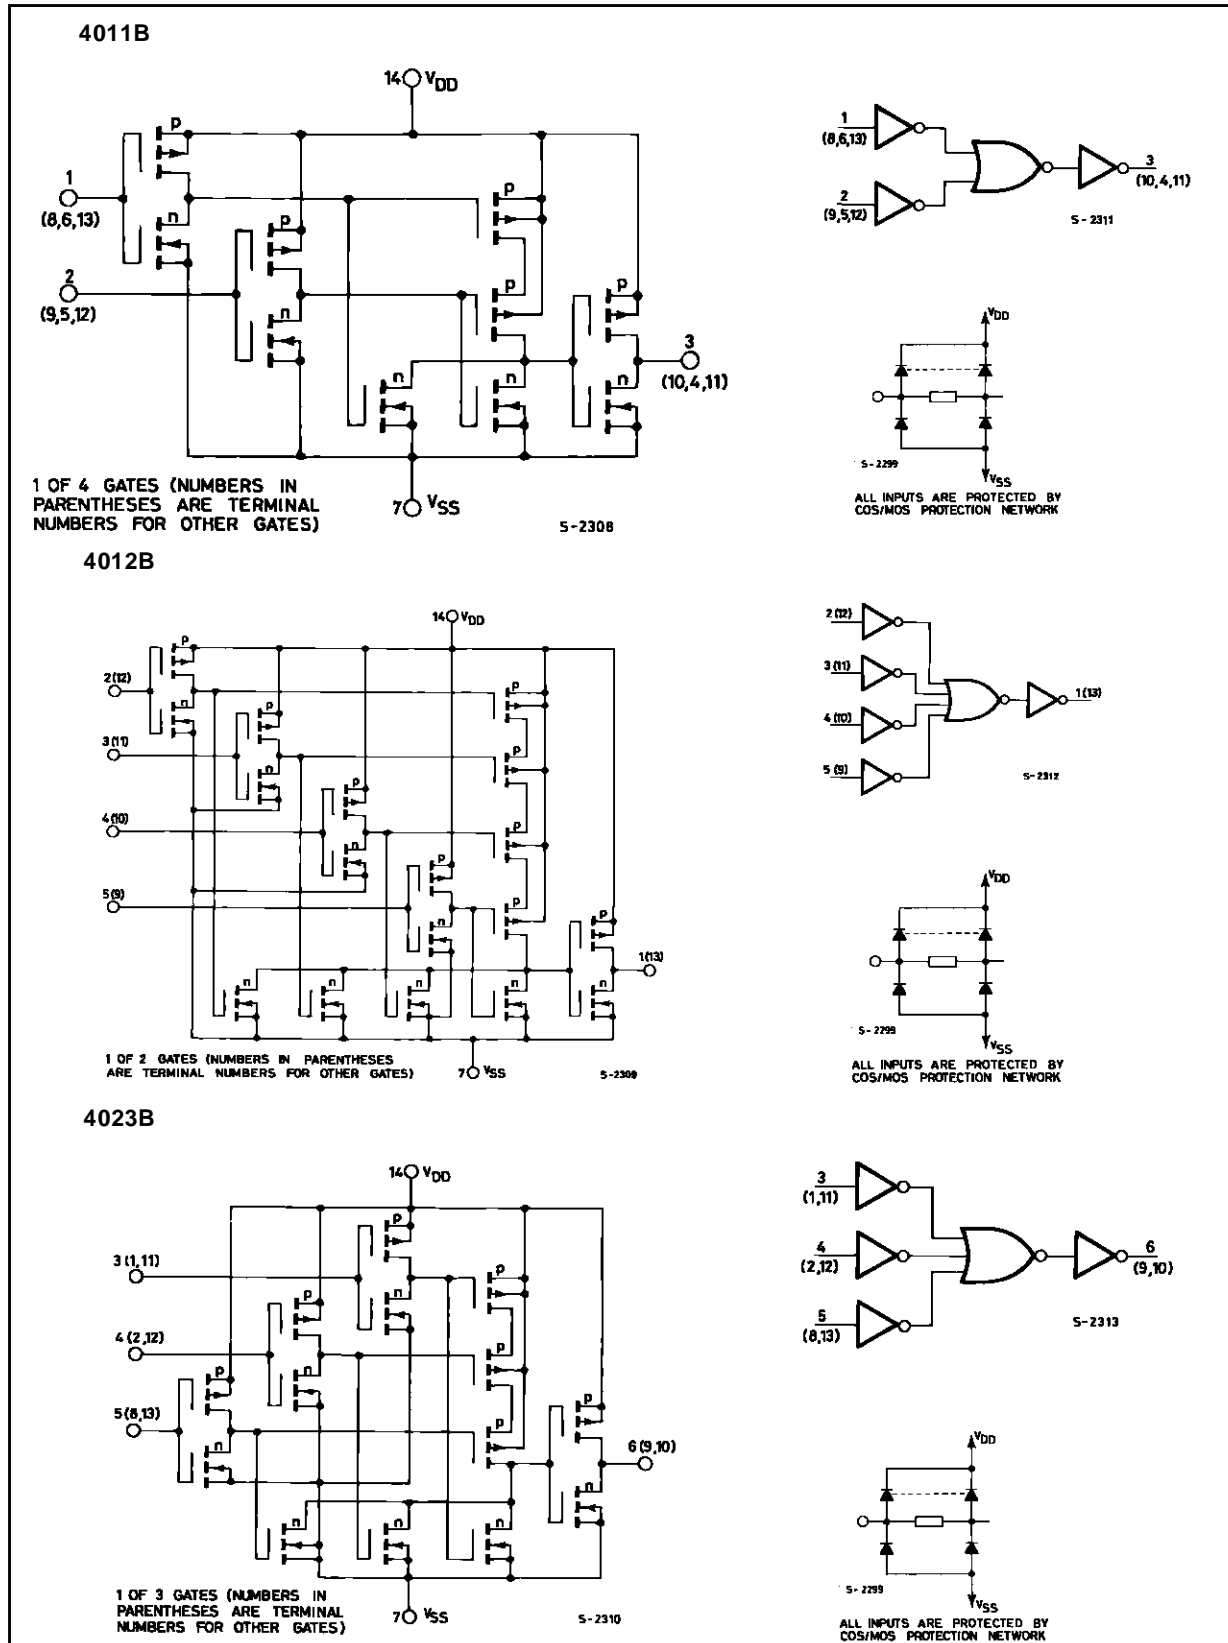 4011B
14 VDD
p
1
(8,6,13)
n
p
p
2
(9,5,12)
n
p
p
n
n
n
3
(10,4,11)
7 VSS
1 OF 4 GATES (NUMBERS IN
PARENTHESES ARE TERMINAL
NUMBERS FOR OTHER GATES)
S-2308
1
(8,6,13)
2
(9,5,12)
3
(10,4,11)
S-2311
VDD
S-2299
VSS
ALL INPUTS ARE PROTECTED BY
COS/MOS PROTECTION NETWORK
4012B
14 VDD
p
2(12)
n
p
p
3(11)
n
p
p
4(10)
n
p
p
5(9)
n
p
p
n
n
n
n
n
1(13)
7 VSS
1 OF 2 GATES (NUMBERS IN PARENTHESES
ARE TERMINAL NUMBERS FOR OTHER GATES)
S-2309
2(12)
3(11)
4(10)
5(9)
1(13)
S-2312
VDD
S-2299
VSS
ALL INPUTS ARE PROTECTED BY
COS/MOS PROTECTION NETWORK
4023B
14 VDD
p
3(1,11)
n
p
p
4(2,12)
n
p
p
5(8,13)
n
p
p
n
n
n
n
6(9,10)
7 VSS
1 OF 3 GATES (NUMBERS IN
PARENTHESES ARE TERMINAL
NUMBERS FOR OTHER GATES)
S-2310
3
(1,11)
4
(2,12)
5
(8,13)
6
(9,10)
S-2313
VDD
S-2299
VSS
ALL INPUTS ARE PROTECTED BY
COS/MOS PROTECTION NETWORK